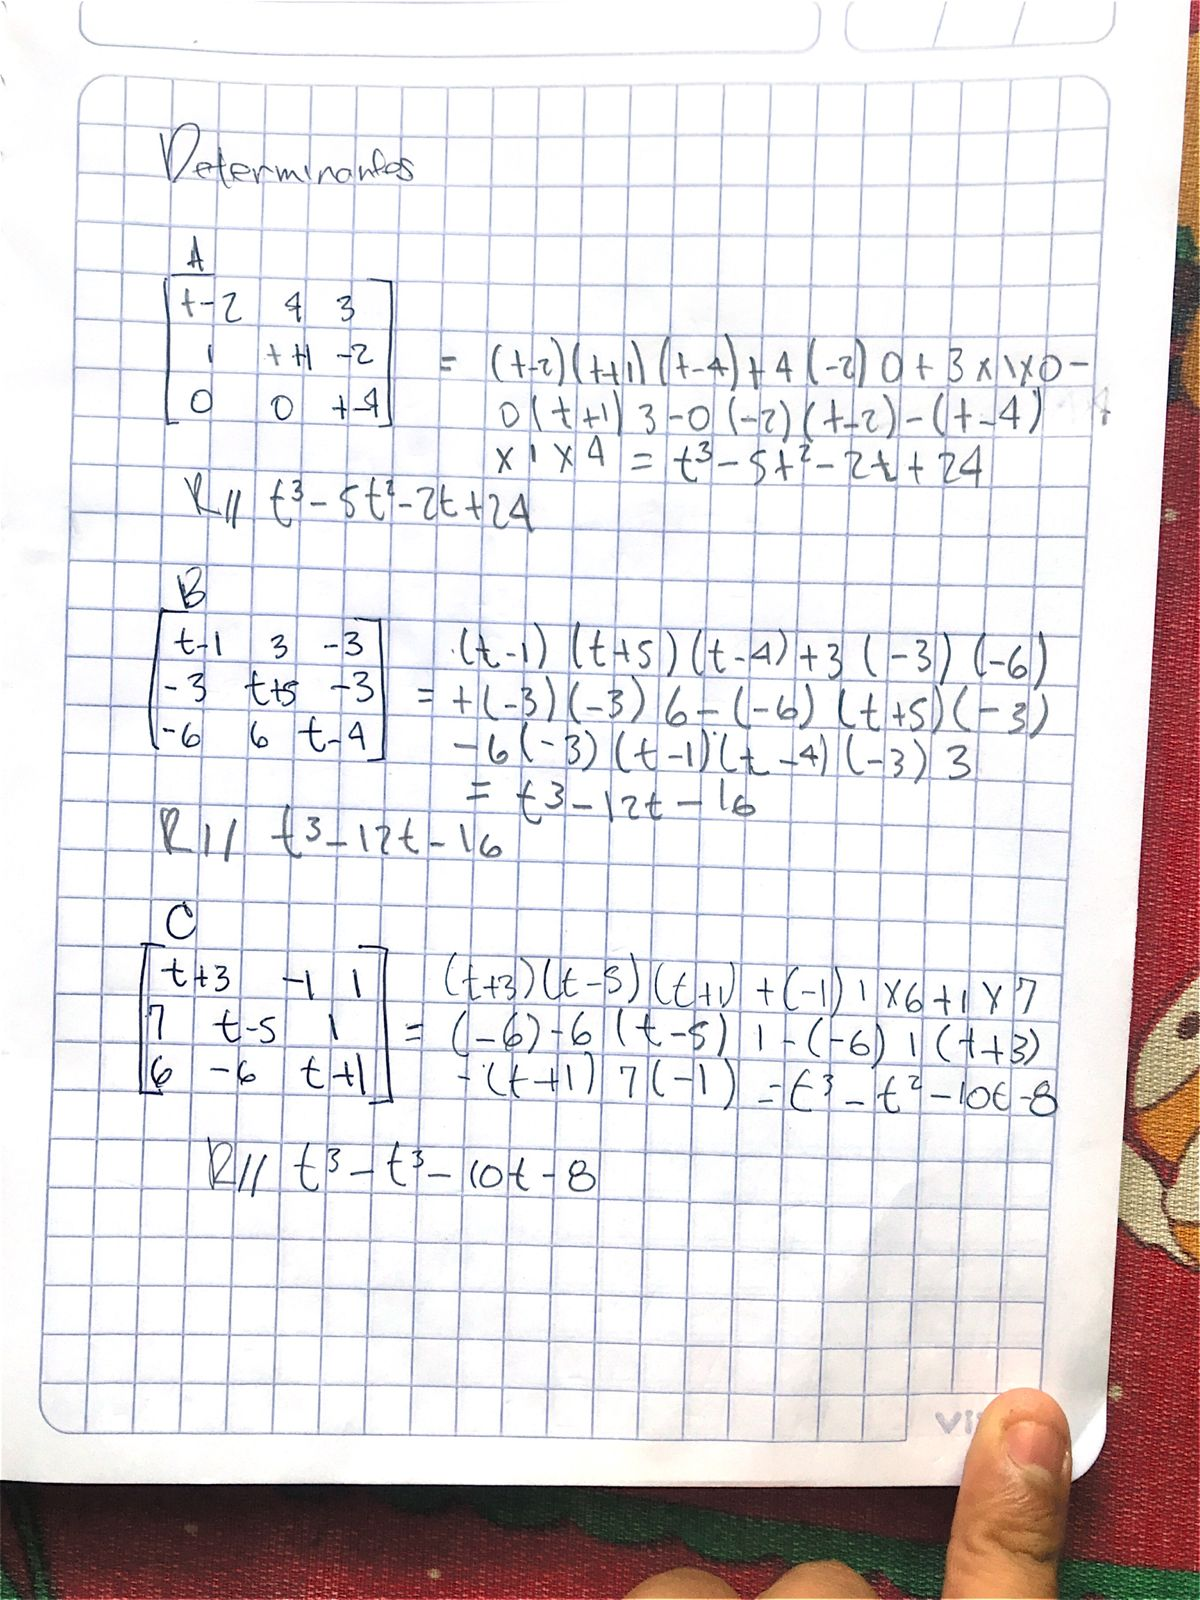 Determinantes
A
t-2 4 3
1 t+1 -2
0 0 t-4
= (t-2)(t+1)(t-4)+4(-2)0+3x1x0-
0(t+1)3-0(-2)(t-2)-(t-4)
x1x4 = t³-5t²-2t+24
R// t³-5t²-2t+24
B
t-1 3 -3
-3 t+5 -3
-6 6 t-4
(t-1)(t+5)(t-4)+3(-3)(-6)
= +(-3)(-3)6-(-6)(t+5)(-3)
-6(-3)(t-1)(t-4)(-3)3
= t3-12t-16
R// t3-12t-16
C
t+3 -1 1
7 t-5 1
6 -6 t+1
(t+3)(t-5)(t+1)+(-1)1x6+1x7
= (-6)-6(t-5)1-(-6)1(t+3)
-(t+1)7(-1) = t³-t²-10t-8
R// t³-t³-10t-8